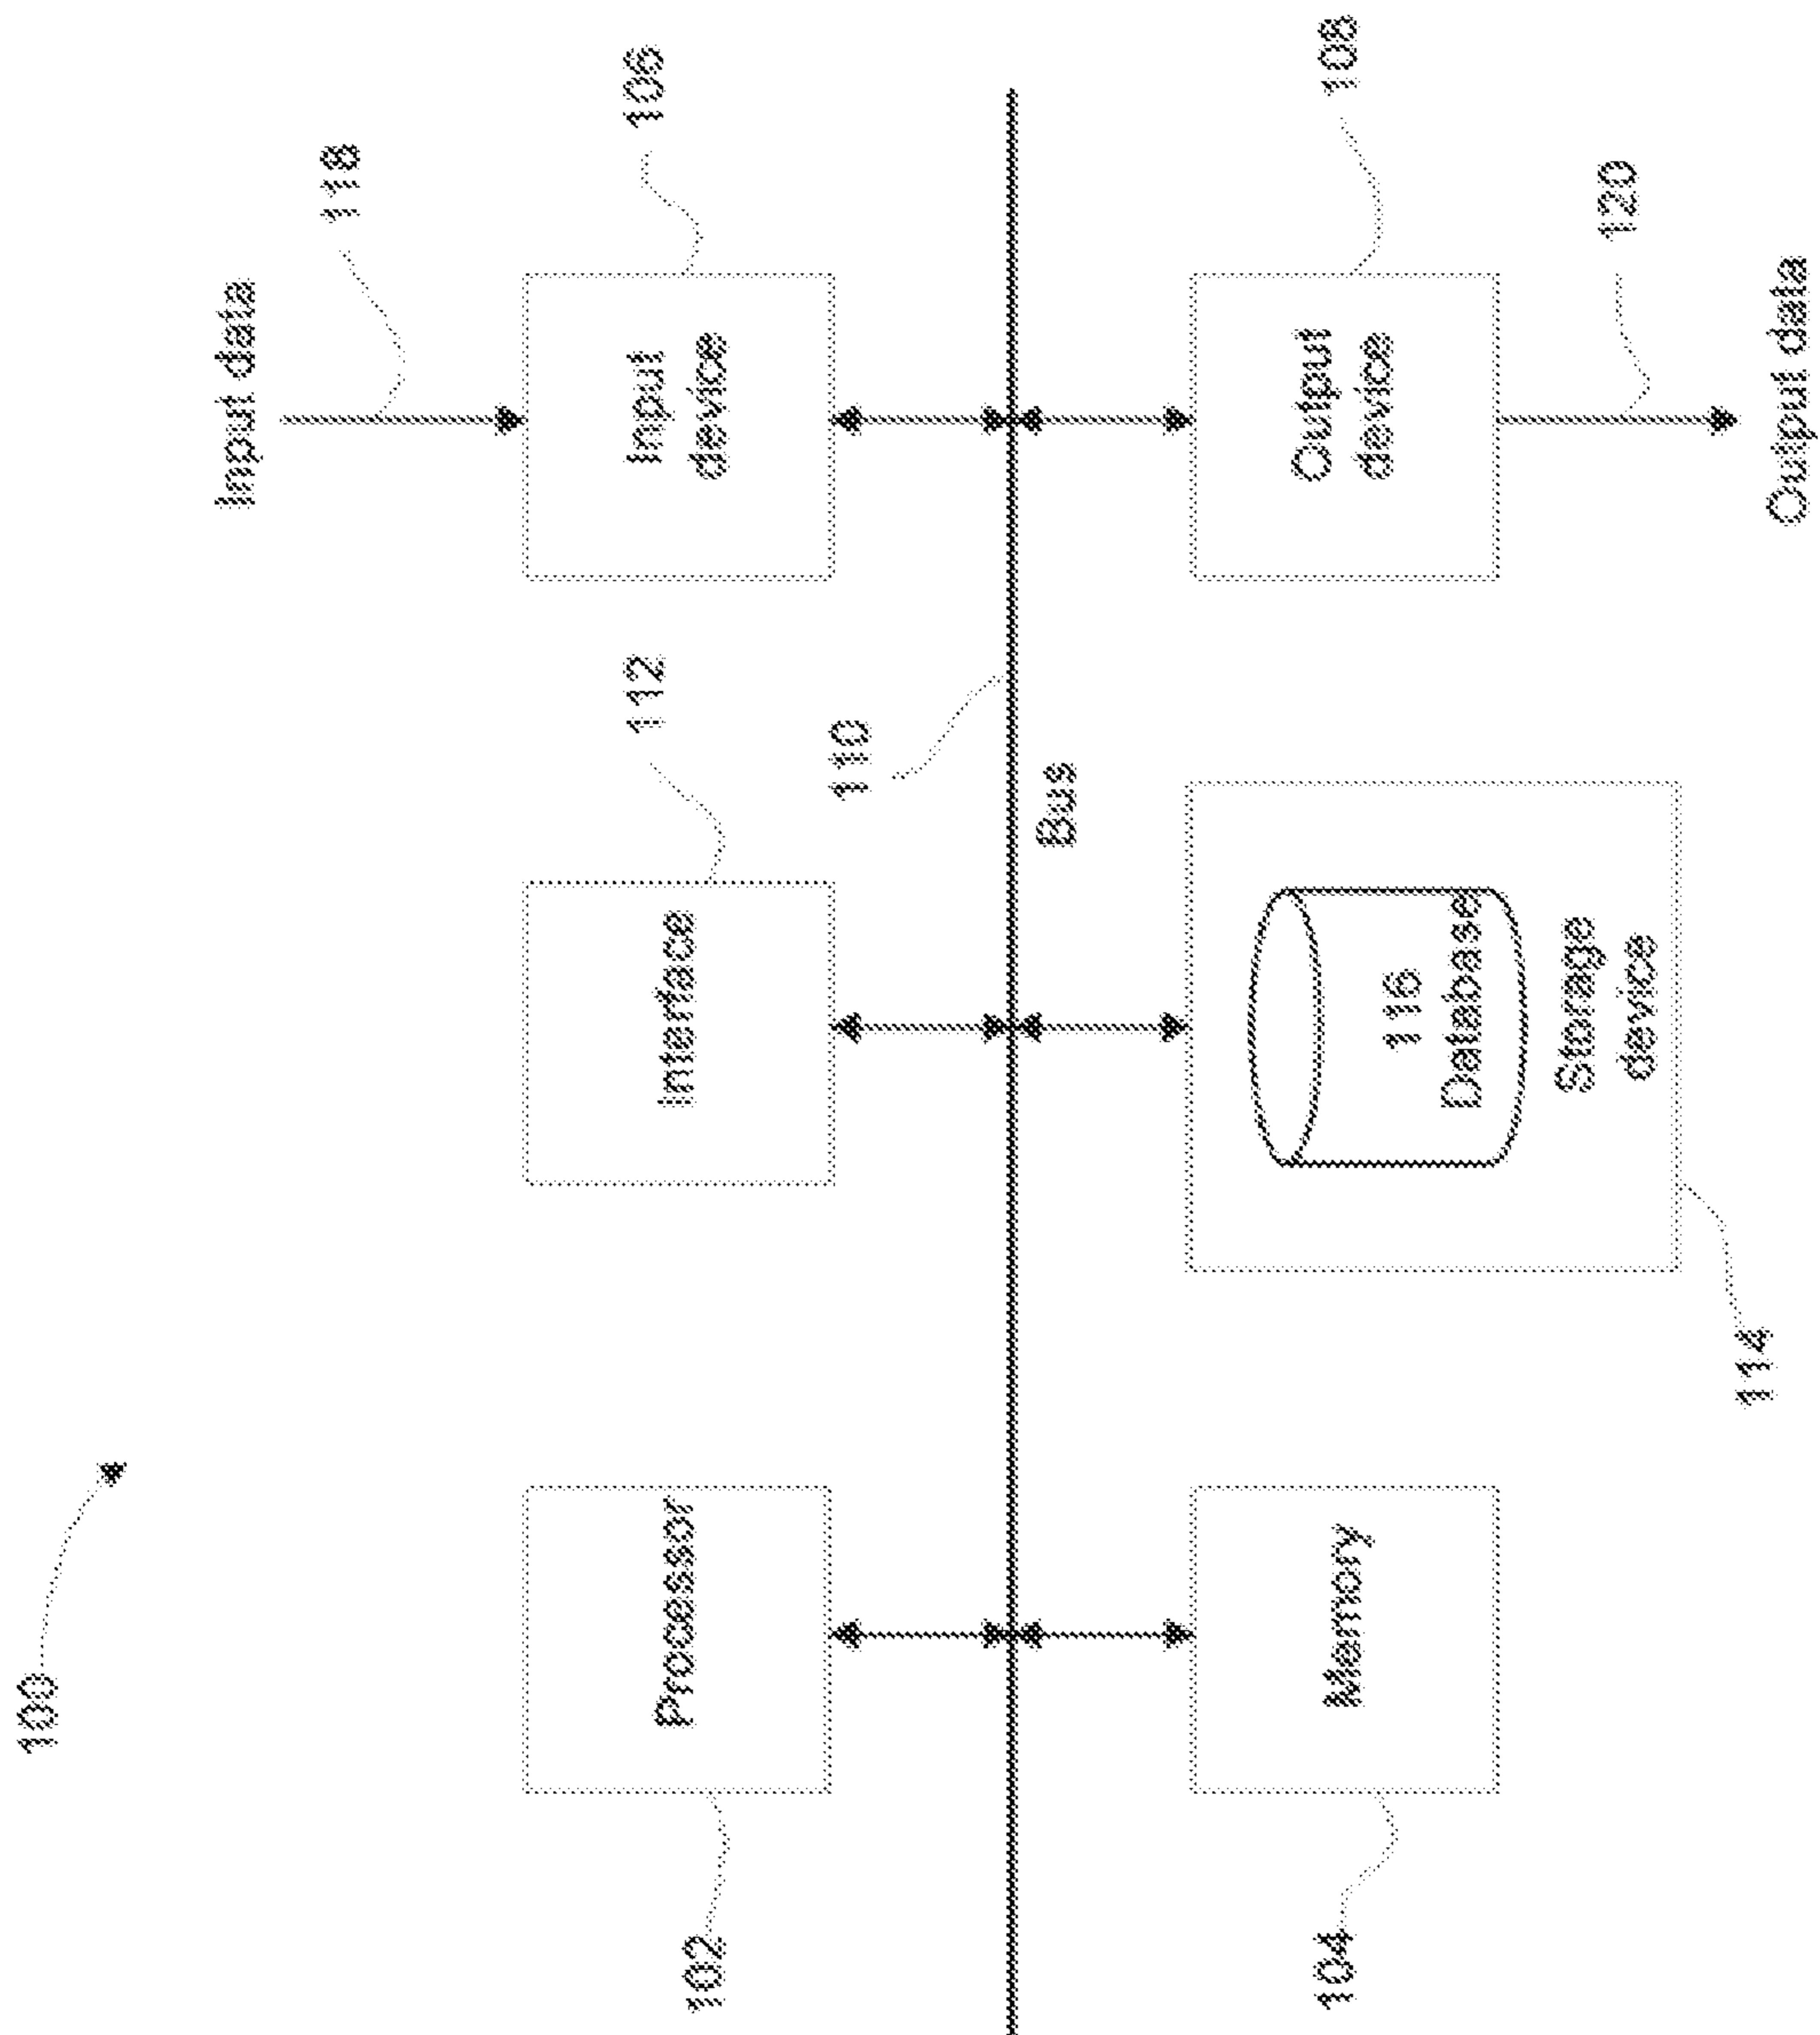 100
Input data
118
102
Processor
Interface
112
Input
device
106
110
Bus
104
Memory
116
Database
Storage
device
114
Output
device
108
120
Output data